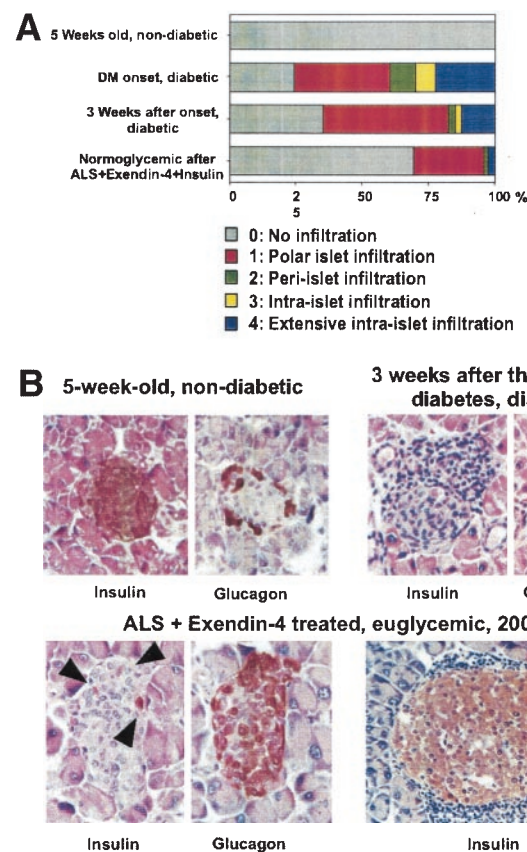 A
5 Weeks old, non-diabetic
DM onset, diabetic
3 Weeks after onset,
diabetic
Normoglycemic after
ALS+Exendin-4+Insulin
0 2 50 75 100 %
5
0: No infiltration
1: Polar islet infiltration
2: Peri-islet infiltration
3: Intra-islet infiltration
4: Extensive intra-islet infiltration
B
5-week-old, non-diabetic
3 weeks after th
diabetes, di
Insulin Glucagon Insulin
ALS + Exendin-4 treated, euglycemic, 200
Insulin Glucagon Insulin